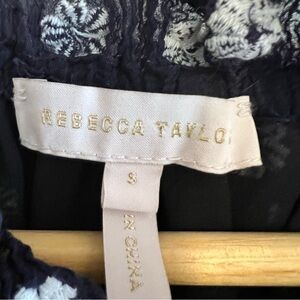 REBECCA TAYLO
S
IN CHINA